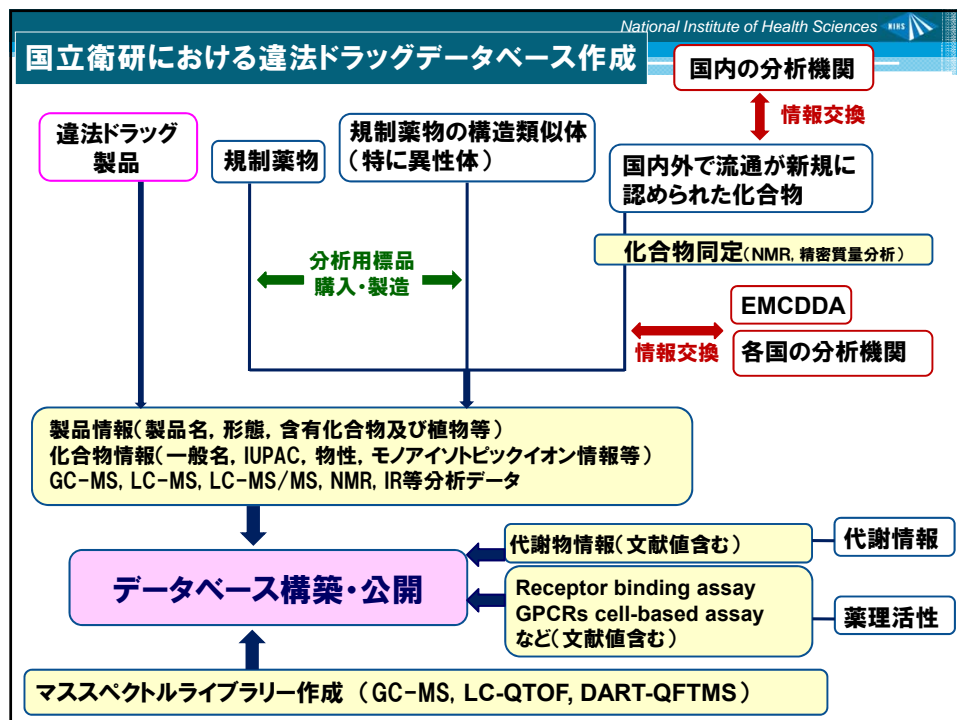 National Institute of Health Sciences
NIHS
国立衛研における違法ドラッグデータベース作成
国内の分析機関
情報交換
違法ドラッグ
製品
規制薬物
規制薬物の構造類似体
(特に異性体)
国内外で流通が新規に
認められた化合物
化合物同定(NMR, 精密質量分析)
分析用標品
購入・製造
EMCDDA
情報交換
各国の分析機関
製品情報(製品名, 形態, 含有化合物及び植物等)
化合物情報(一般名, IUPAC, 物性, モノアイソトピックイオン情報等)
GC-MS, LC-MS, LC-MS/MS, NMR, IR等分析データ
代謝物情報(文献値含む)
代謝情報
データベース構築・公開
Receptor binding assay
GPCRs cell-based assay
など(文献値含む)
薬理活性
マススペクトルライブラリー作成 (GC-MS, LC-QTOF, DART-QFTMS)